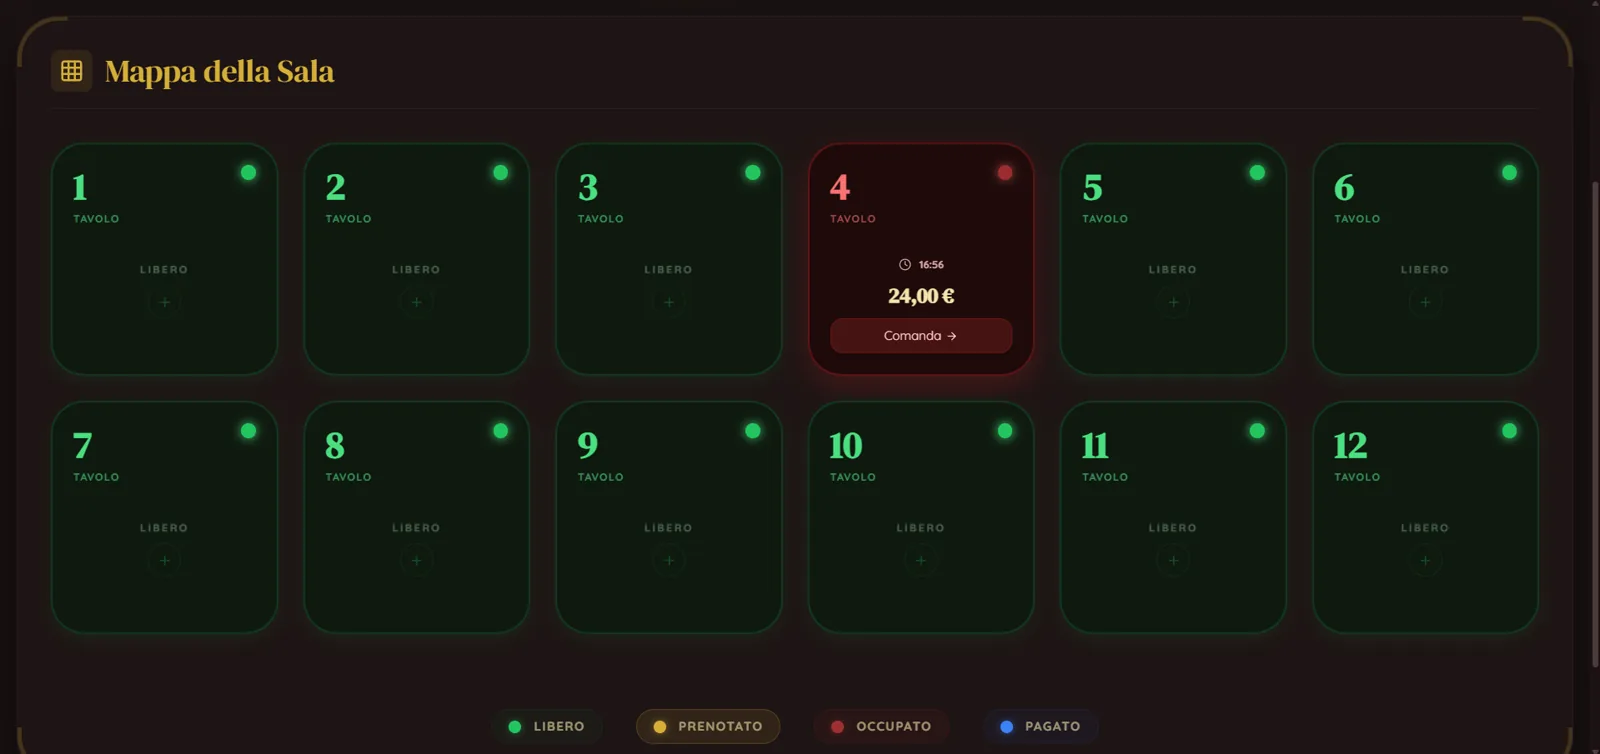 Mappa della Sala
1
TAVOLO
LIBERO
+
2
TAVOLO
LIBERO
+
3
TAVOLO
LIBERO
+
4
TAVOLO
16:56
24,00 €
Comanda →
5
TAVOLO
LIBERO
+
6
TAVOLO
LIBERO
+
7
TAVOLO
LIBERO
+
8
TAVOLO
LIBERO
+
9
TAVOLO
LIBERO
+
10
TAVOLO
LIBERO
+
11
TAVOLO
LIBERO
+
12
TAVOLO
LIBERO
+
LIBERO
PRENOTATO
OCCUPATO
PAGATO